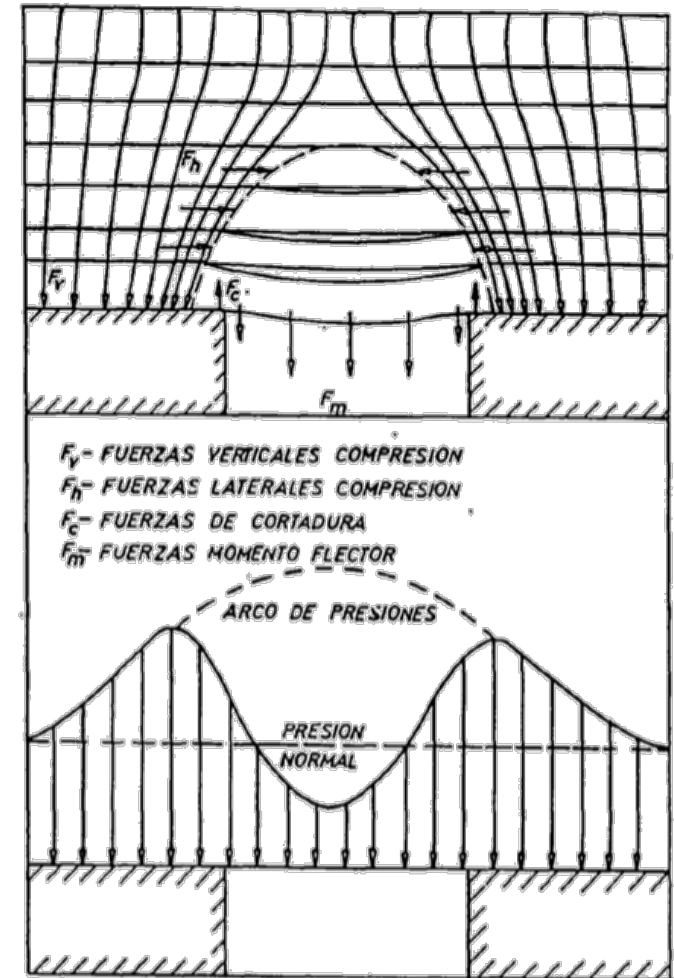 Fh
Fv
Fc.
Fm
Fv- FUERZAS VERTICALES COMPRESION
Fh- FUERZAS LATERALES COMPRESION
Fc- FUERZAS DE CORTADURA
Fm- FUERZAS MOMENTO FLECTOR
ARCO DE PRESIONES
PRESION
NORMAL